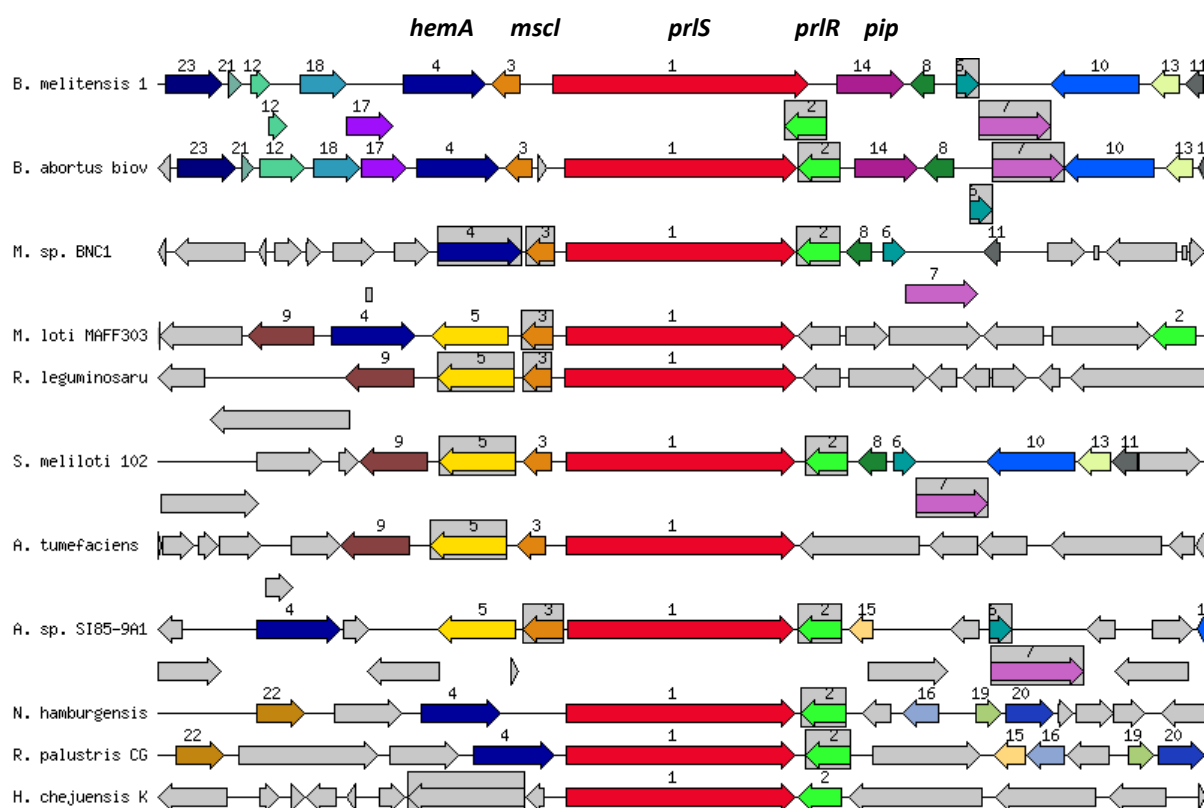 hemA mscl prlS prlR pip
23 21 12 18 4 3 1 14 8 6 10 13 11
B. melitensis 1
12 17 2 7
23 21 12 18 17 4 3 1 2 14 8 7 10 13 1
B. abortus biov
6
4 3 1 2 8 6 11
M. sp. BNC1
7
9 4 5 3 1 2
M. loti MAFF303
9 5 3 1
R. leguminosaru
9 5 3 1 2 8 6 10 13 11
S. meliloti 102
7
9 5 3 1
A. tumefaciens
4 5 3 1 2 15 6 1
A. sp. SI85-9A1
7
22 4 1 2 16 19 20
N. hamburgensis
22 4 1 2 15 16 19 20
R. palustris CG
1 2
H. chejuensis K